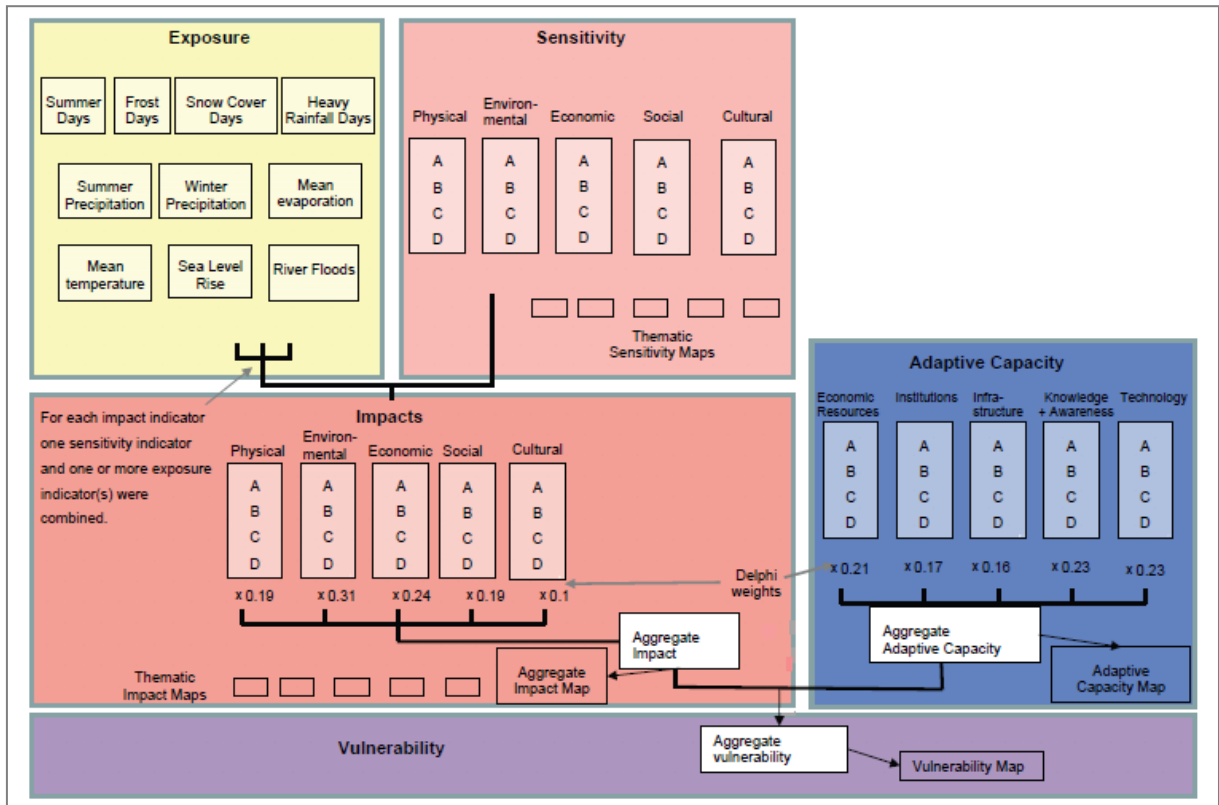 Exposure
Summer
Days
Frost
Days
Snow Cover
Days
Heavy
Rainfall Days
Summer
Precipitation
Winter
Precipitation
Mean
evaporation
Mean
temperature
Sea Level
Rise
River Floods
Sensitivity
Physical
Environ-
mental
Economic
Social
Cultural
A
B
C
D
A
B
C
D
A
B
C
D
A
B
C
D
A
B
C
D
Thematic
Sensitivity Maps
For each impact indicator
one sensitivity indicator
and one or more exposure
indicator(s) were
combined.
Impacts
Physical
Environ-
mental
Economic
Social
Cultural
A
B
C
D
A
B
C
D
A
B
C
D
A
B
C
D
A
B
C
D
x 0.19
x 0.31
x 0.24
x 0.19
x 0.1
Delphi
weights
Aggregate
Impact
Thematic
Impact Maps
Aggregate
Impact Map
Adaptive Capacity
Economic
Resources
Institutions
Infra-
structure
Knowledge
+ Awareness
Technology
A
B
C
D
A
B
C
D
A
B
C
D
A
B
C
D
A
B
C
D
x 0.21
x 0.17
x 0.16
x 0.23
x 0.23
Aggregate
Adaptive Capacity
Adaptive
Capacity Map
Vulnerability
Aggregate
vulnerability
Vulnerability Map